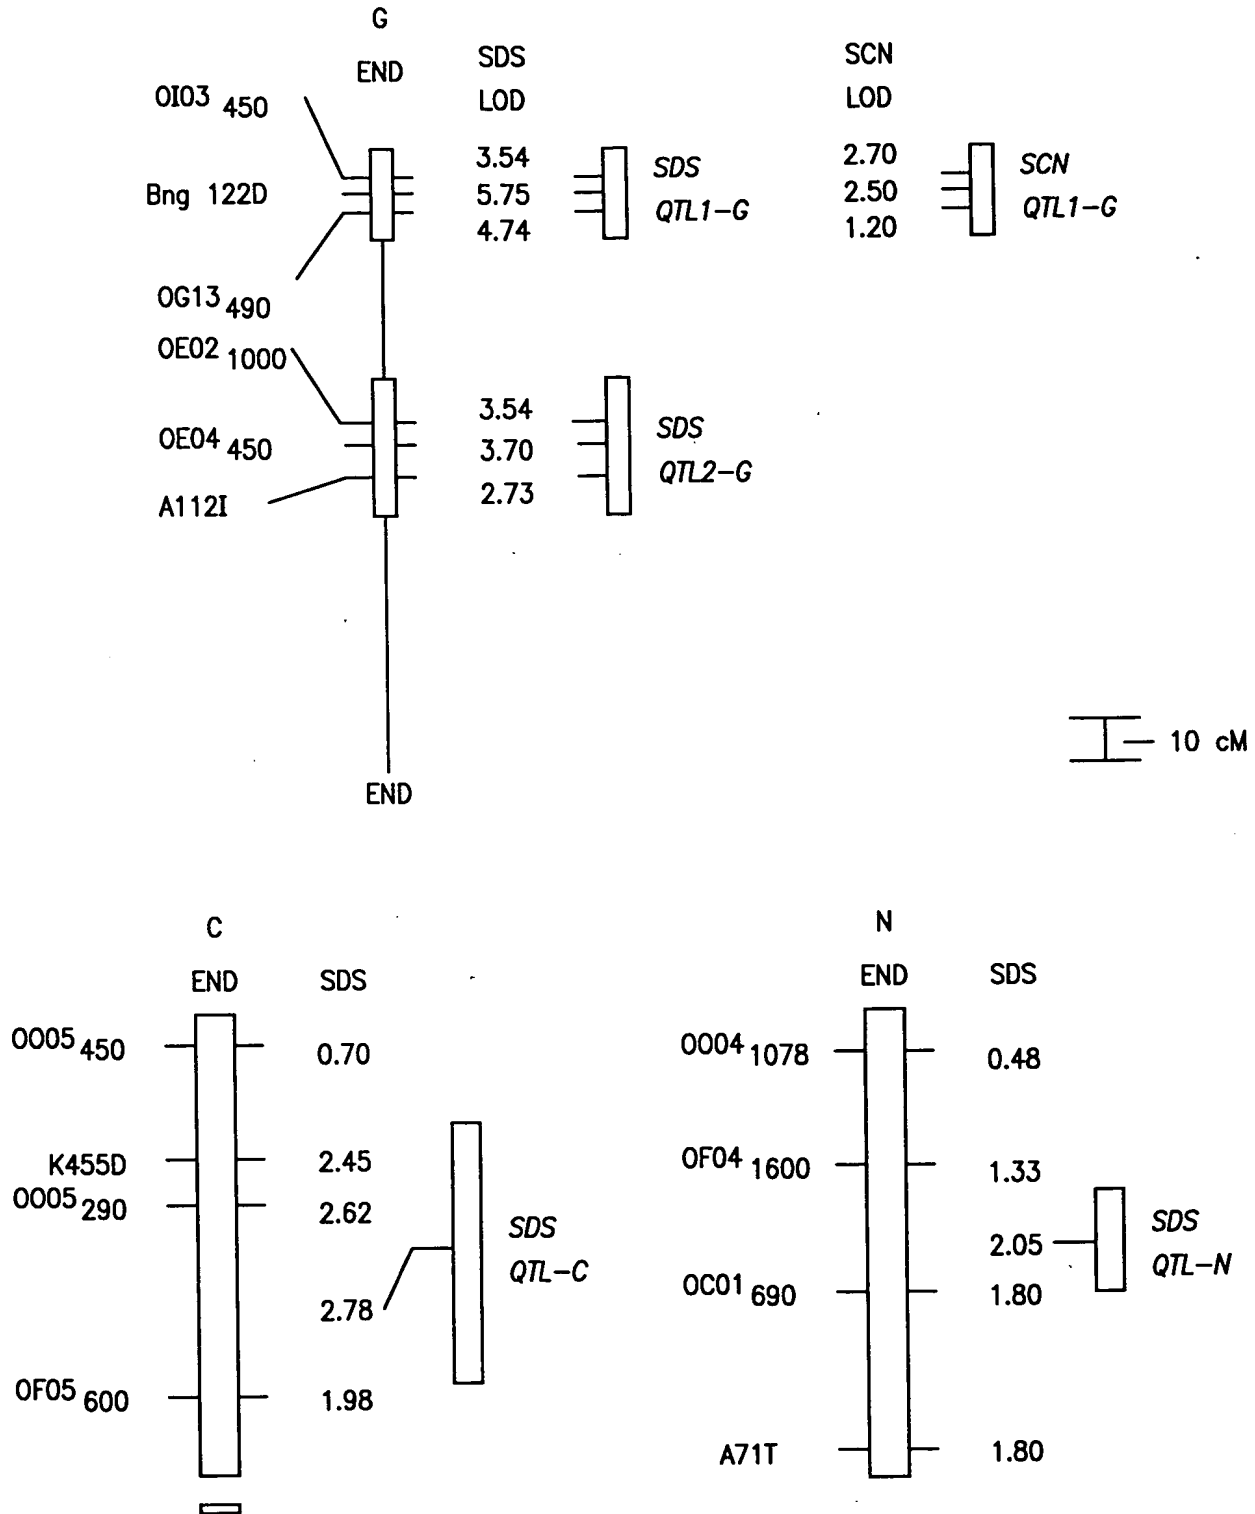 G
END
SDS
LOD
SCN
LOD
OI03 450
Bng 122D
OG13 490
3.54
5.75
4.74
SDS
QTL1-G
2.70
2.50
1.20
SCN
QTL1-G
OE02 1000
OE04 450
A112I
3.54
3.70
2.73
SDS
QTL2-G
10 cM
END
C
END
SDS
OO05 450
0.70
K455D
2.45
OO05 290
2.62
SDS
QTL-C
2.78
OF05 600
1.98
N
END
SDS
OO04 1078
0.48
OF04 1600
1.33
2.05
SDS
QTL-N
OC01 690
1.80
A71T
1.80